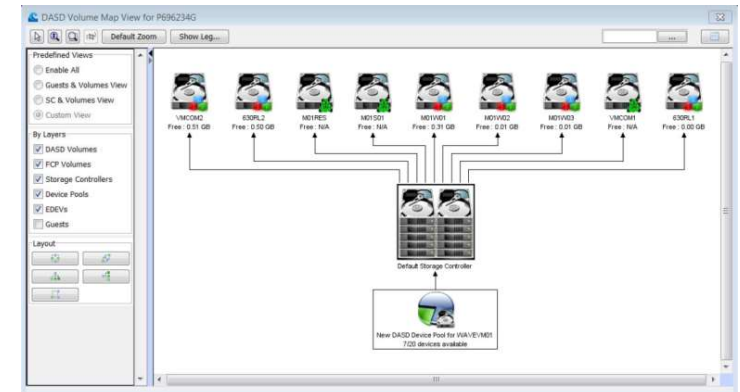 DASD Volume Map View for P696234G
Default Zoom
Show Leg...
...
Predefined Views
Enable All
Guests & Volumes View
SC & Volumes View
Custom View
By Layers
DASD Volumes
FCP Volumes
Storage Controllers
Device Pools
EDEVs
Guests
Layout
VMCOM2
Free : 0.51 GB
630RL2
Free : 0.50 GB
M01RES
Free : N/A
M01S01
Free : N/A
M01W01
Free : 0.31 GB
M01W02
Free : 0.01 GB
M01W03
Free : 0.01 GB
VMCOM1
Free : N/A
630RL1
Free : 0.00 GB
Default Storage Controller
New DASD Device Pool for WAVEVM01
7/20 devices available